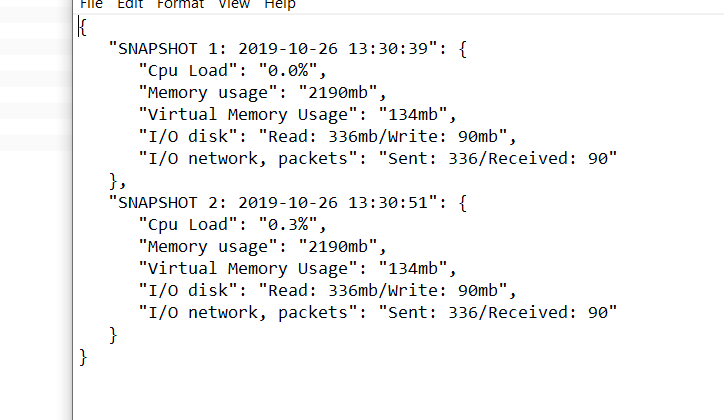 File Edit Format View Help
{
"SNAPSHOT 1: 2019-10-26 13:30:39": {
"Cpu Load": "0.0%",
"Memory usage": "2190mb",
"Virtual Memory Usage": "134mb",
"I/O disk": "Read: 336mb/Write: 90mb",
"I/O network, packets": "Sent: 336/Received: 90"
},
"SNAPSHOT 2: 2019-10-26 13:30:51": {
"Cpu Load": "0.3%",
"Memory usage": "2190mb",
"Virtual Memory Usage": "134mb",
"I/O disk": "Read: 336mb/Write: 90mb",
"I/O network, packets": "Sent: 336/Received: 90"
}
}